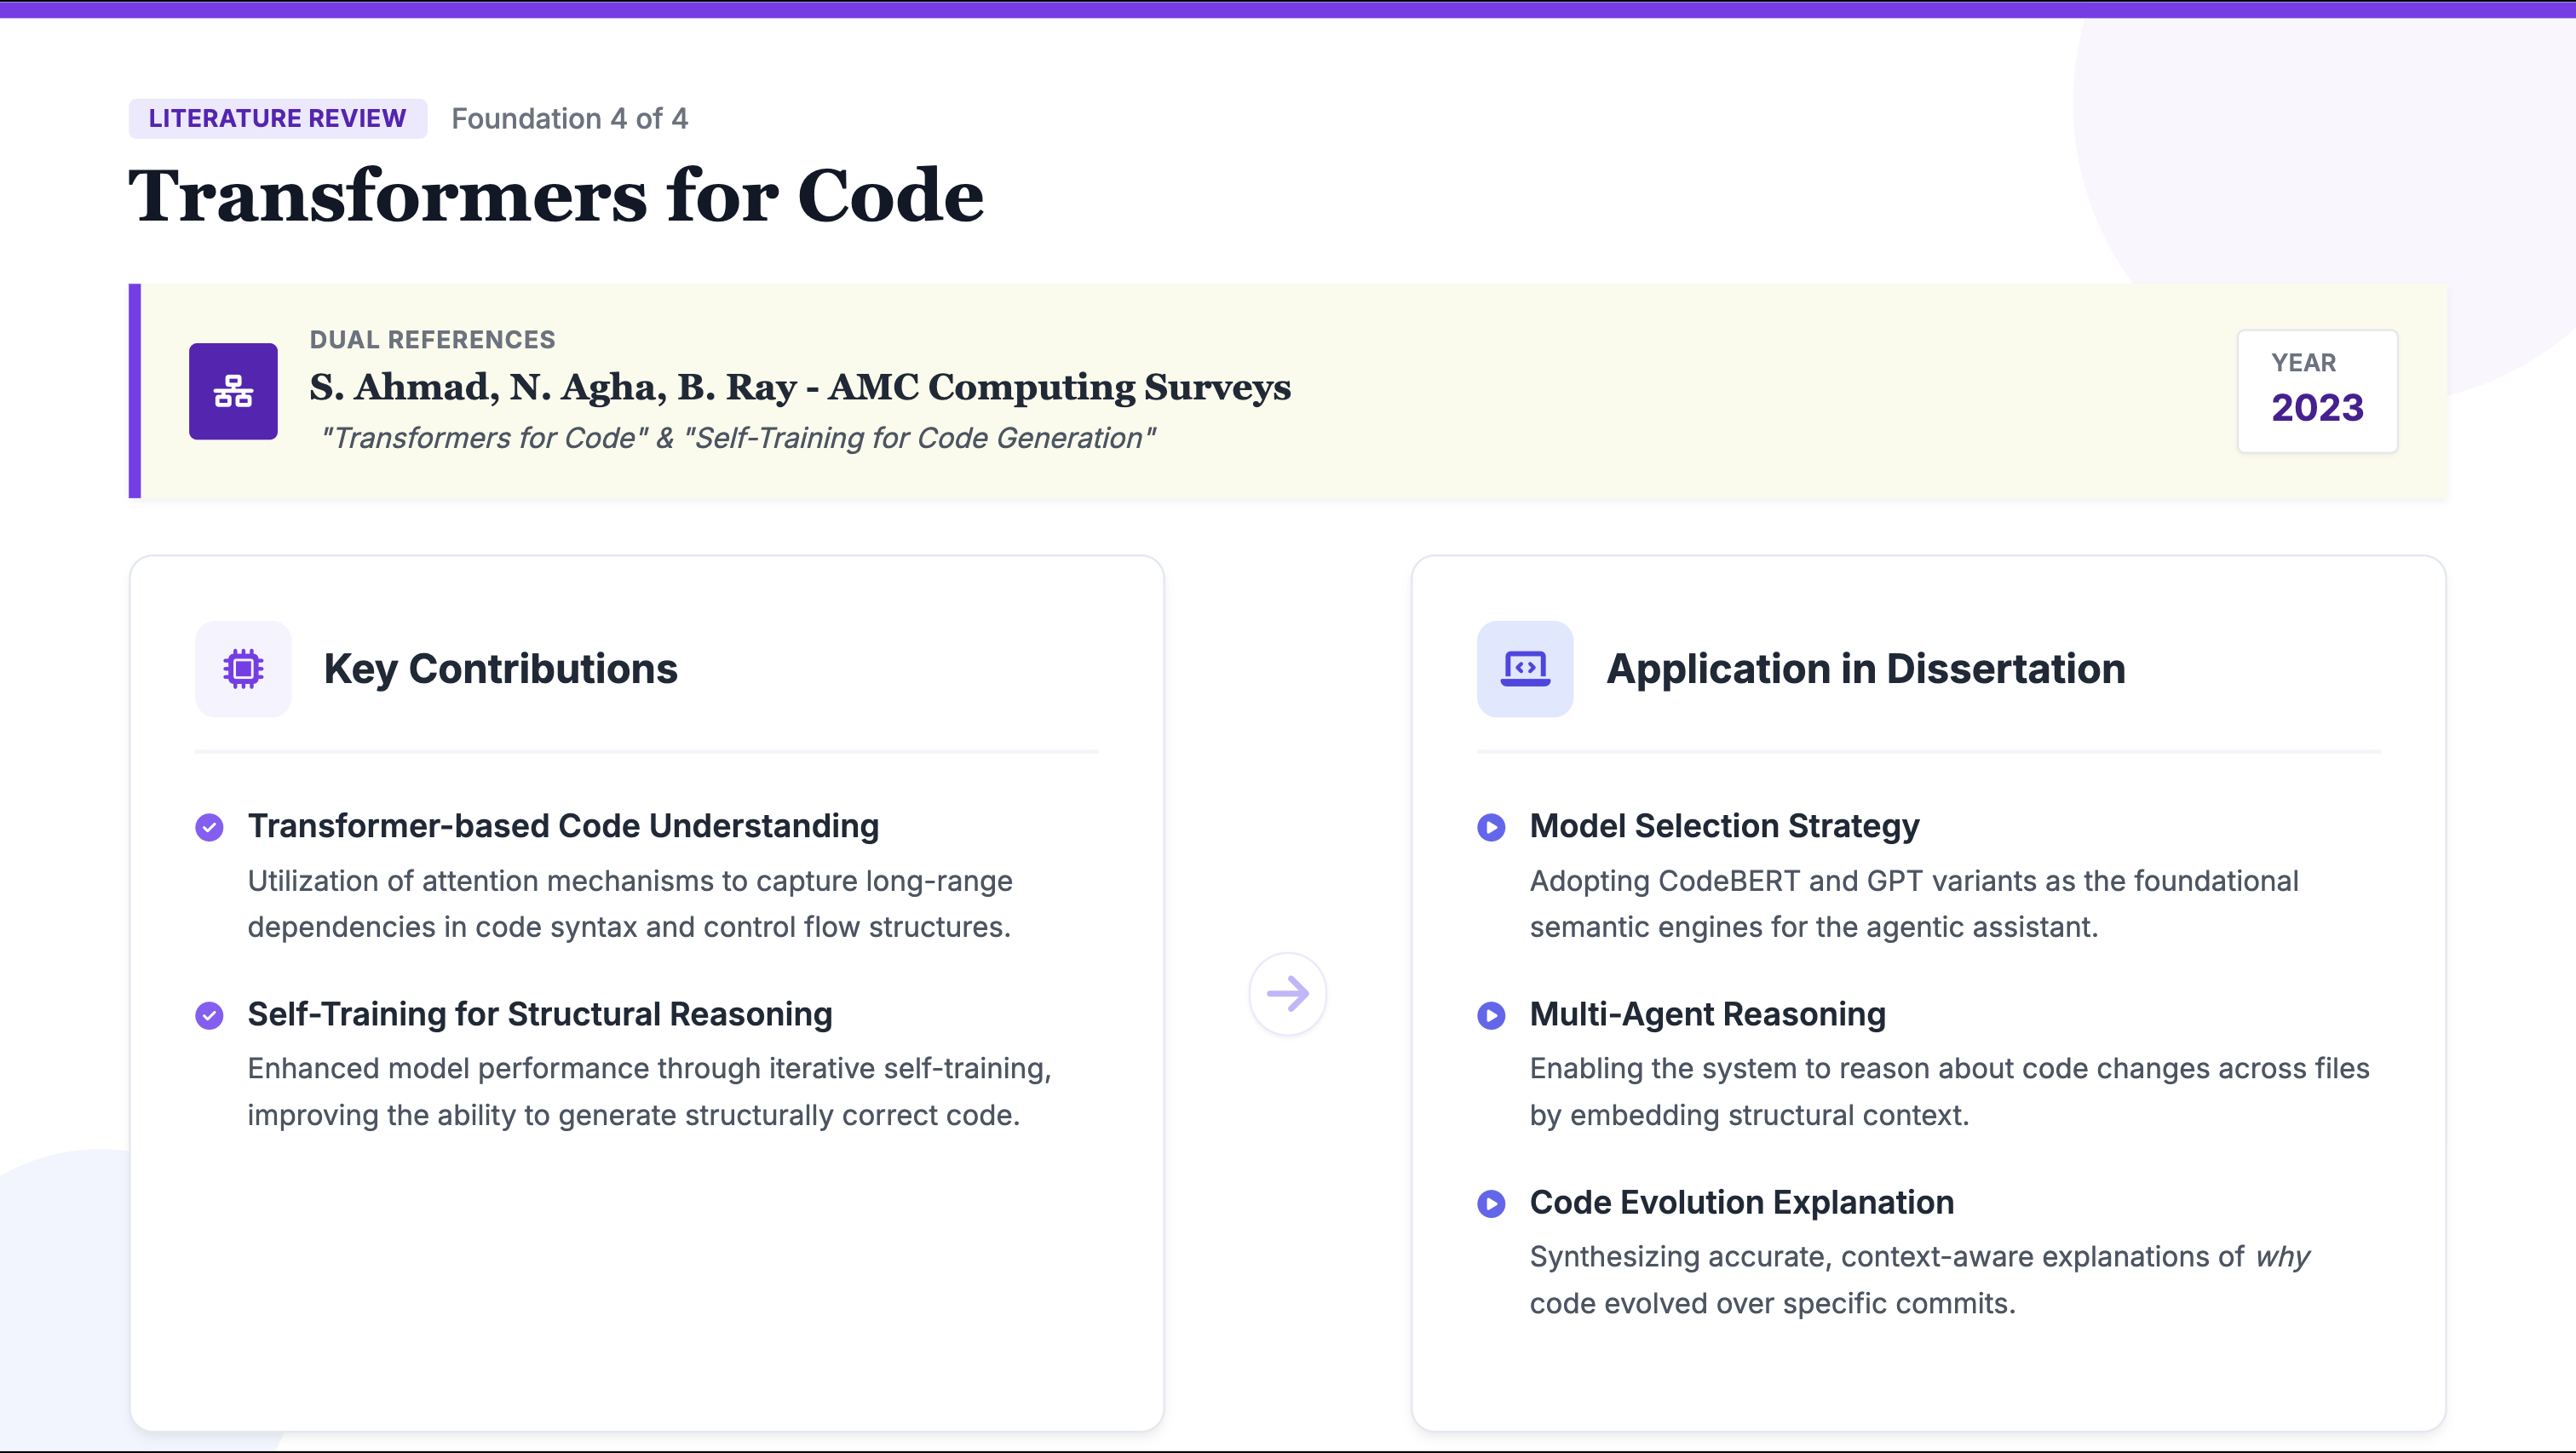 LITERATURE REVIEW Foundation 4 of 4
Transformers for Code
DUAL REFERENCES
S. Ahmad, N. Agha, B. Ray - AMC Computing Surveys
"Transformers for Code" & "Self-Training for Code Generation"
YEAR
2023
Key Contributions
Transformer-based Code Understanding
Utilization of attention mechanisms to capture long-range
dependencies in code syntax and control flow structures.
Self-Training for Structural Reasoning
Enhanced model performance through iterative self-training,
improving the ability to generate structurally correct code.
Application in Dissertation
Model Selection Strategy
Adopting CodeBERT and GPT variants as the foundational
semantic engines for the agentic assistant.
Multi-Agent Reasoning
Enabling the system to reason about code changes across files
by embedding structural context.
Code Evolution Explanation
Synthesizing accurate, context-aware explanations of why
code evolved over specific commits.